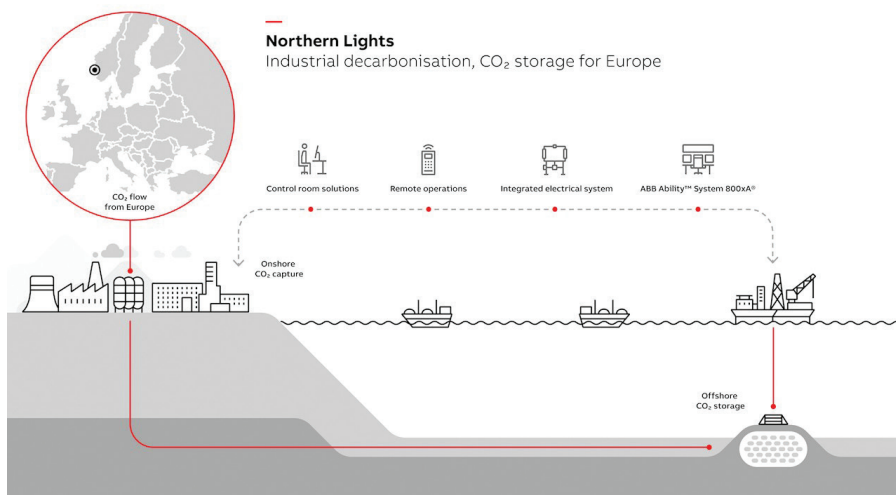 Northern Lights
Industrial decarbonisation, CO₂ storage for Europe
CO₂ flow
from Europe
Control room solutions
Remote operations
Integrated electrical system
ABB Ability™ System 800xA®
Onshore
CO₂ capture
Offshore
CO₂ storage